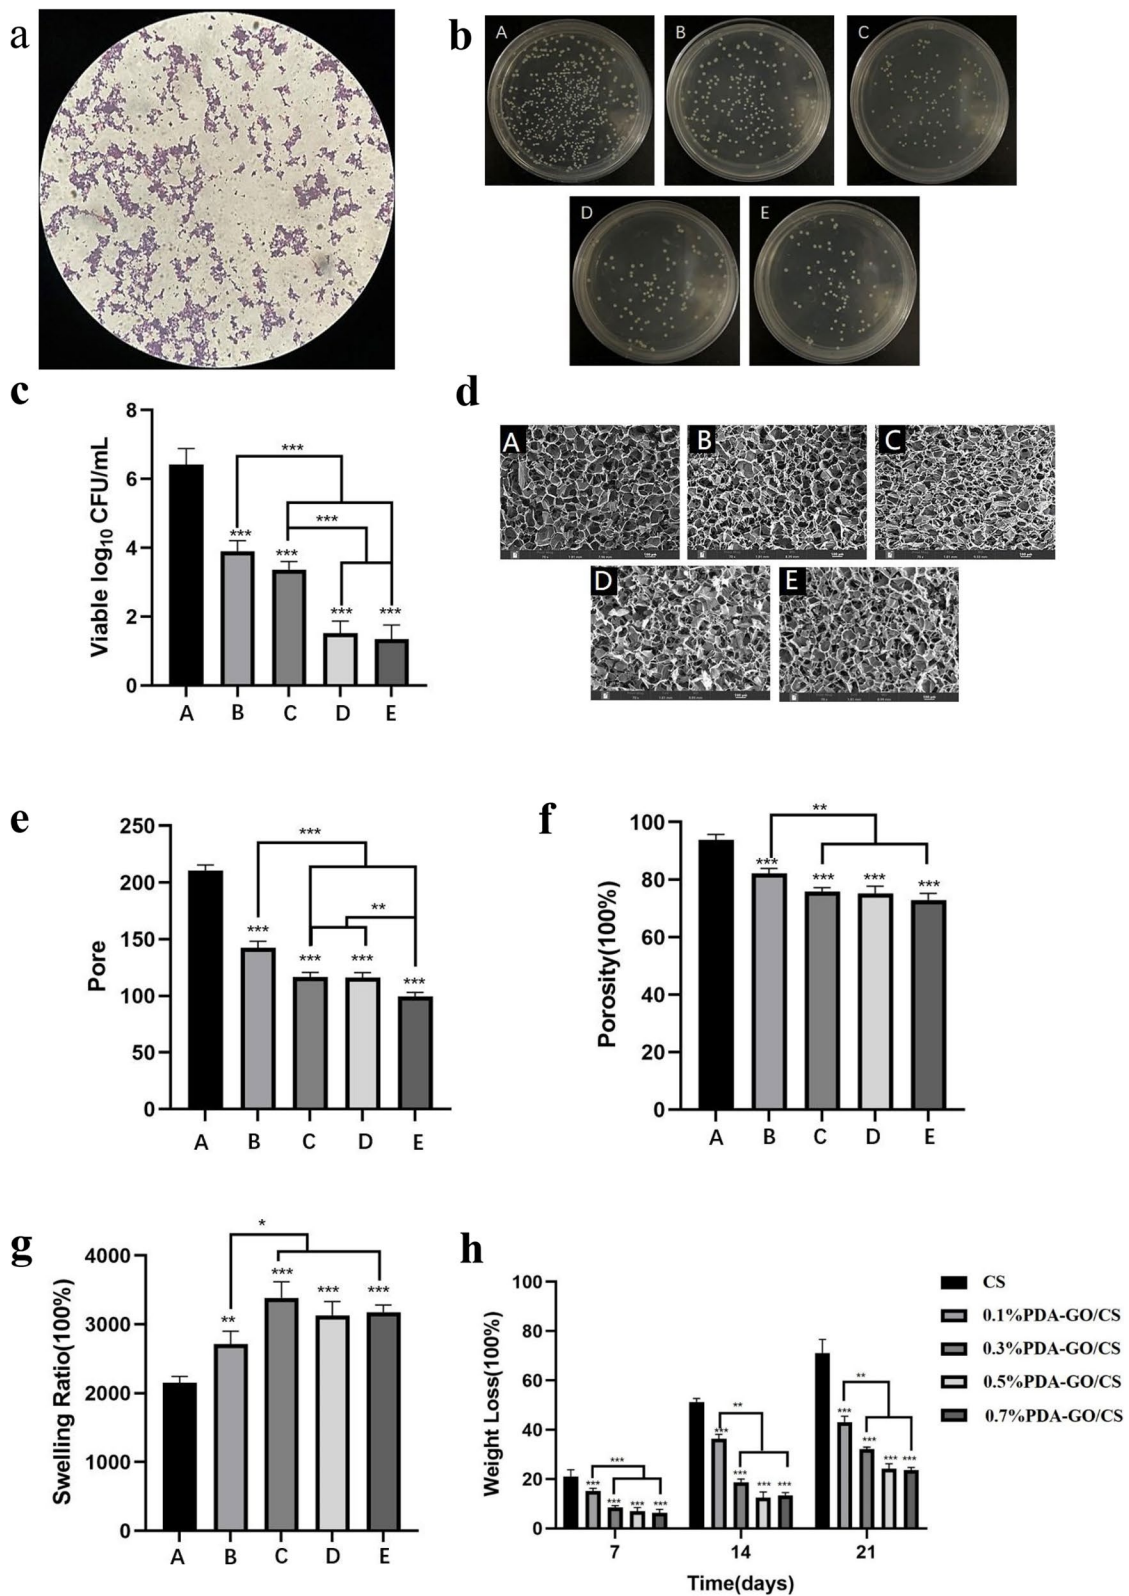 a
b
A
B
C
D
E
c
8
6
4
2
0
Viable log10 CFU/mL
***
***
***
***
***
***
A B C D E
d
A
B
C
D
E
e
250
200
150
100
50
0
Pore
***
**
***
***
***
***
A B C D E
f
100
80
60
40
20
0
Porosity(100%)
**
***
***
***
***
A B C D E
g
4000
3000
2000
1000
0
Swelling Ratio(100%)
*
**
***
***
***
A B C D E
h
100
80
60
40
20
0
Weight Loss(100%)
***
*** *** *** ***
**
*** *** *** ***
**
*** *** *** ***
7 14 21
Time(days)
CS
0.1%PDA-GO/CS
0.3%PDA-GO/CS
0.5%PDA-GO/CS
0.7%PDA-GO/CS